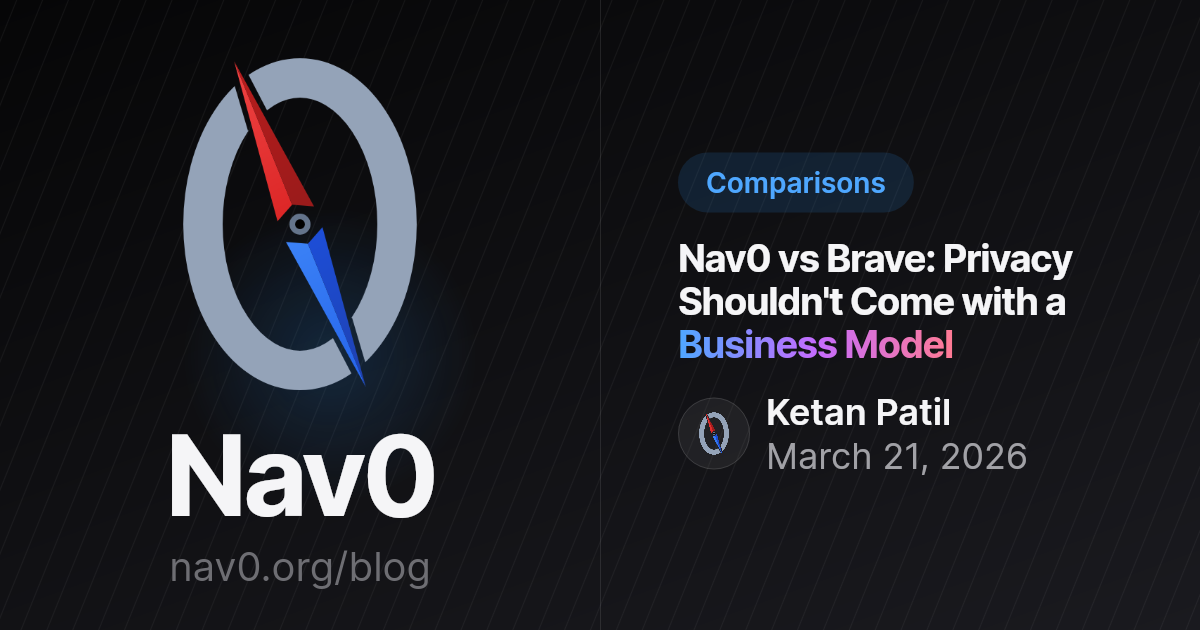 Nav0
nav0.org/blog
Comparisons
Nav0 vs Brave: Privacy
Shouldn't Come with a
Business Model
Ketan Patil
March 21, 2026